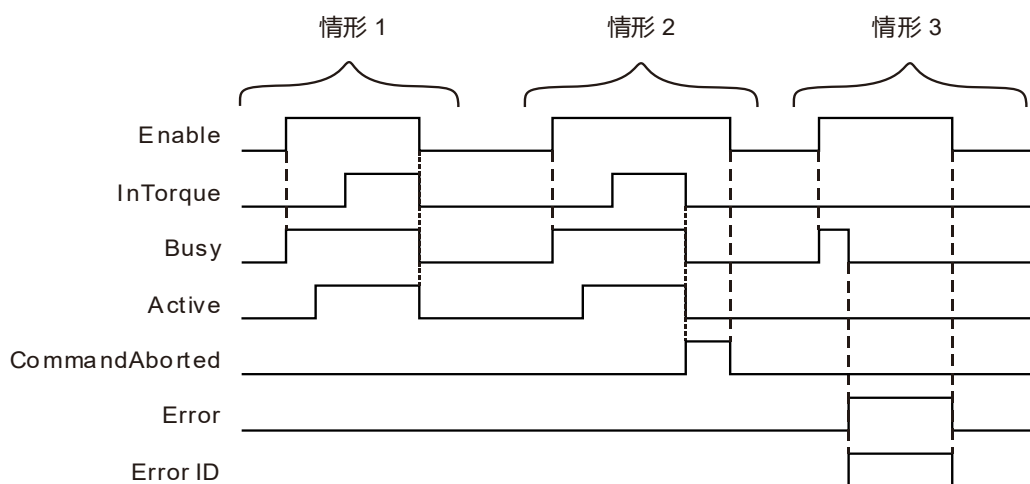 情形 1 情形 2 情形 3
Enable
InTorque
Busy
Active
CommandAborted
Error
Error ID